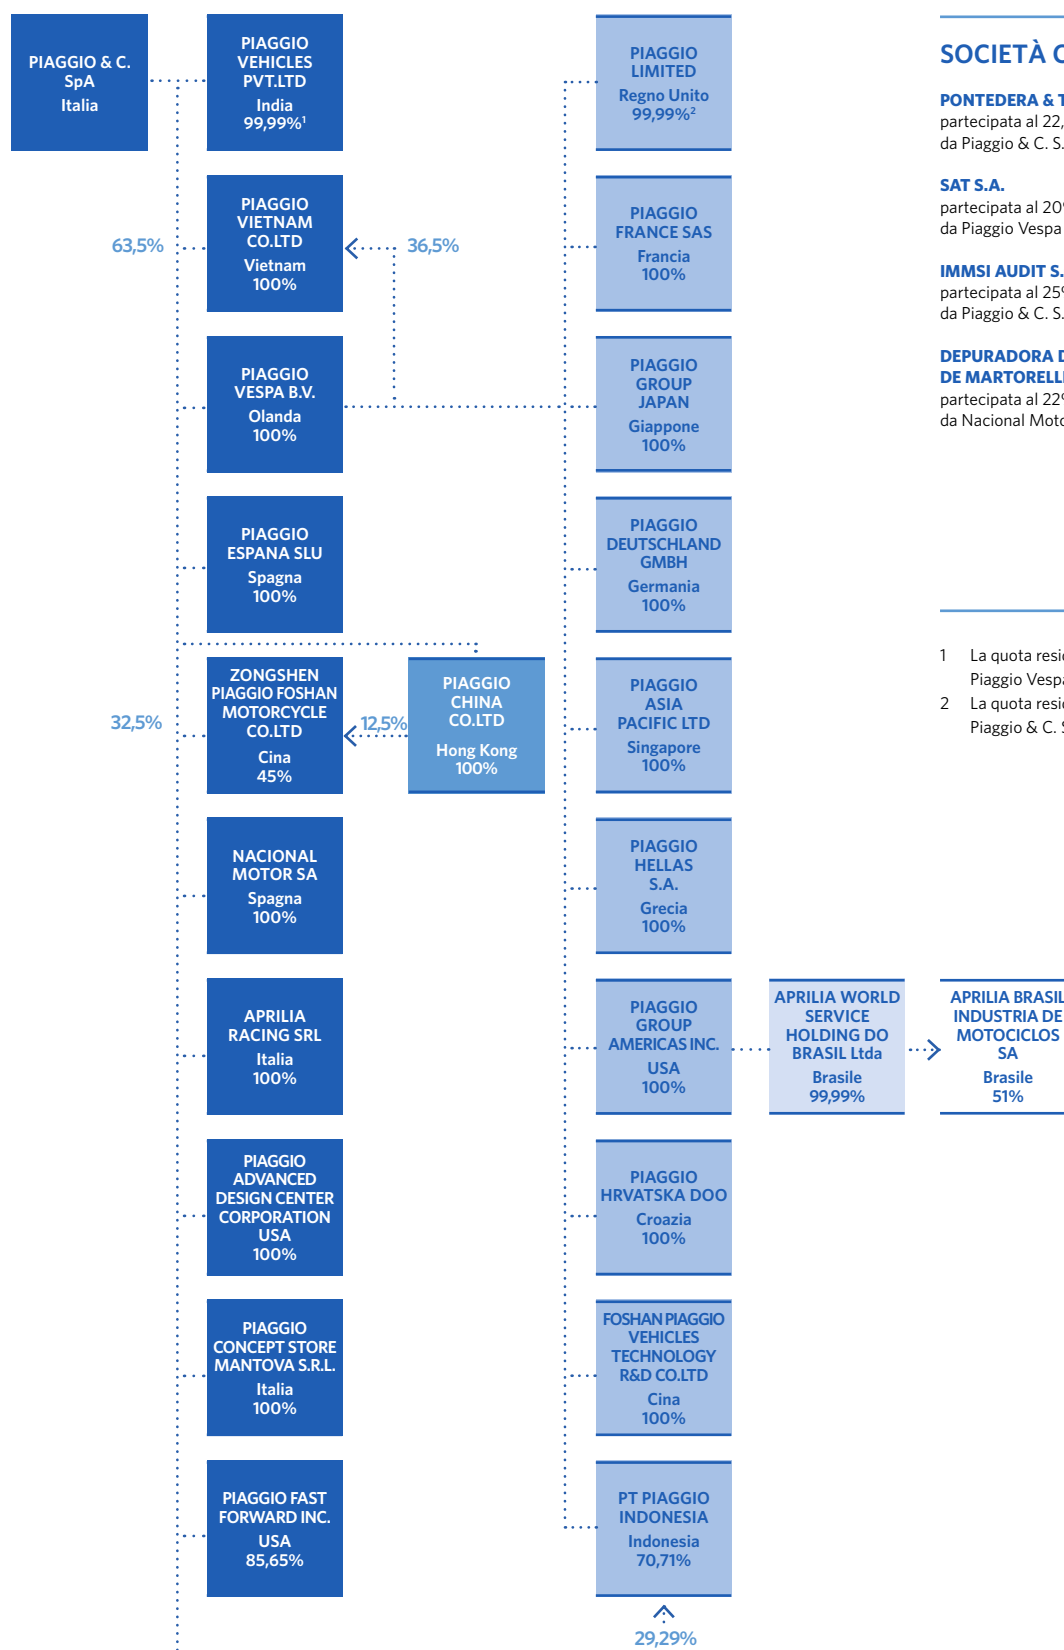 PIAGGIO & C.
SpA
Italia
PIAGGIO
VEHICLES
PVT.LTD
India
99,99%¹
63,5%
PIAGGIO
VIETNAM
CO.LTD
Vietnam
100%
36,5%
PIAGGIO
VESPA B.V.
Olanda
100%
PIAGGIO
ESPANA SLU
Spagna
100%
32,5%
ZONGSHEN
PIAGGIO FOSHAN
MOTORCYCLE
CO.LTD
Cina
45%
12,5%
PIAGGIO
CHINA
CO.LTD
Hong Kong
100%
NACIONAL
MOTOR SA
Spagna
100%
APRILIA
RACING SRL
Italia
100%
PIAGGIO
ADVANCED
DESIGN CENTER
CORPORATION
USA
100%
PIAGGIO
CONCEPT STORE
MANTOVA S.R.L.
Italia
100%
PIAGGIO FAST
FORWARD INC.
USA
85,65%
PIAGGIO
LIMITED
Regno Unito
99,99%²
PIAGGIO
FRANCE SAS
Francia
100%
PIAGGIO
GROUP
JAPAN
Giappone
100%
PIAGGIO
DEUTSCHLAND
GMBH
Germania
100%
PIAGGIO
ASIA
PACIFIC LTD
Singapore
100%
PIAGGIO
HELLAS
S.A.
Grecia
100%
PIAGGIO
GROUP
AMERICAS INC.
USA
100%
APRILIA WORLD
SERVICE
HOLDING DO
BRASIL Ltda
Brasile
99,99%
APRILIA BRASIL
INDUSTRIA DE
MOTOCICLOS
SA
Brasile
51%
PIAGGIO
HRVATSKA DOO
Croazia
100%
FOSHAN PIAGGIO
VEHICLES
TECHNOLOGY
R&D CO.LTD
Cina
100%
PT PIAGGIO
INDONESIA
Indonesia
70,71%
29,29%
SOCIETÀ
PONTEDERA &
partecipata al 22,
da Piaggio & C. S.
SAT S.A.
partecipata al 20
da Piaggio Vespa
IMMSI AUDIT S.
partecipata al 25
da Piaggio & C. S.
DEPURADORA
DE MARTORELL
partecipata al 22
da Nacional Moto
1 La quota resi
Piaggio Vesp
2 La quota resi
Piaggio & C.